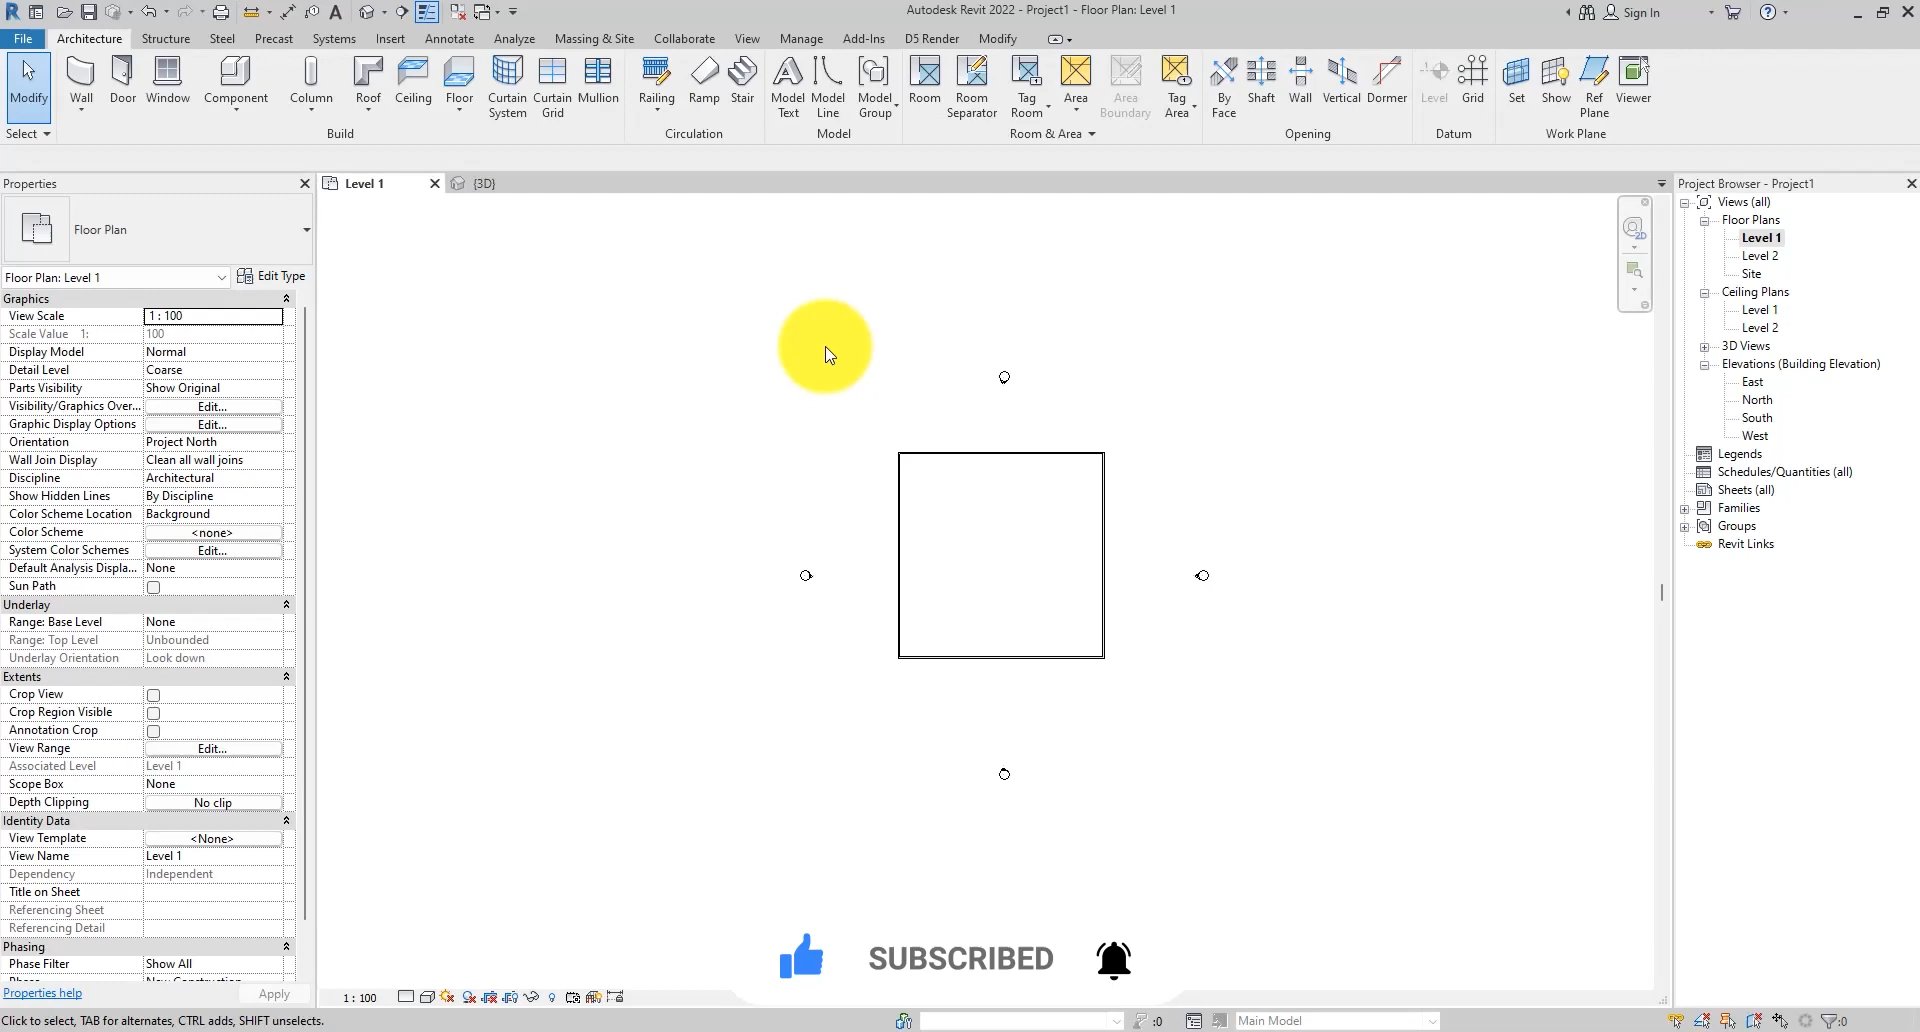 Autodesk Revit 2022 - Project1 - Floor Plan: Level 1
Sign In
File Architecture Structure Steel Precast Systems Insert Annotate Analyze Massing & Site Collaborate View Manage Add-Ins D5 Render Modify
Modify Wall Door Window Component Column Roof Ceiling Floor Curtain System Curtain Grid Mullion Railing Ramp Stair Model Text Model Line Model Group Room Room Separator Tag Room Area Area Boundary Tag Area By Face Shaft Wall Vertical Dormer Level Grid Set Show Ref Plane Viewer
Select Build Circulation Model Room & Area Opening Datum Work Plane
Properties
Floor Plan
Floor Plan: Level 1 Edit Type
Graphics
View Scale 1 : 100
Scale Value 1: 100
Display Model Normal
Detail Level Coarse
Parts Visibility Show Original
Visibility/Graphics Over... Edit...
Graphic Display Options Edit...
Orientation Project North
Wall Join Display Clean all wall joins
Discipline Architectural
Show Hidden Lines By Discipline
Color Scheme Location Background
Color Scheme <none>
System Color Schemes Edit...
Default Analysis Displa... None
Sun Path
Underlay
Range: Base Level None
Range: Top Level Unbounded
Underlay Orientation Look down
Extents
Crop View
Crop Region Visible
Annotation Crop
View Range Edit...
Associated Level Level 1
Scope Box None
Depth Clipping No clip
Identity Data
View Template <None>
View Name Level 1
Dependency Independent
Title on Sheet
Referencing Sheet
Referencing Detail
Phasing
Phase Filter Show All
Properties help Apply
Level 1 {3D}
2D
SUBSCRIBED
1 : 100
Project Browser - Project1
Views (all)
Floor Plans
Level 1
Level 2
Site
Ceiling Plans
Level 1
Level 2
3D Views
Elevations (Building Elevation)
East
North
South
West
Legends
Schedules/Quantities (all)
Sheets (all)
Families
Groups
Revit Links
Click to select, TAB for alternates, CTRL adds, SHIFT unselects. :0 Main Model :0